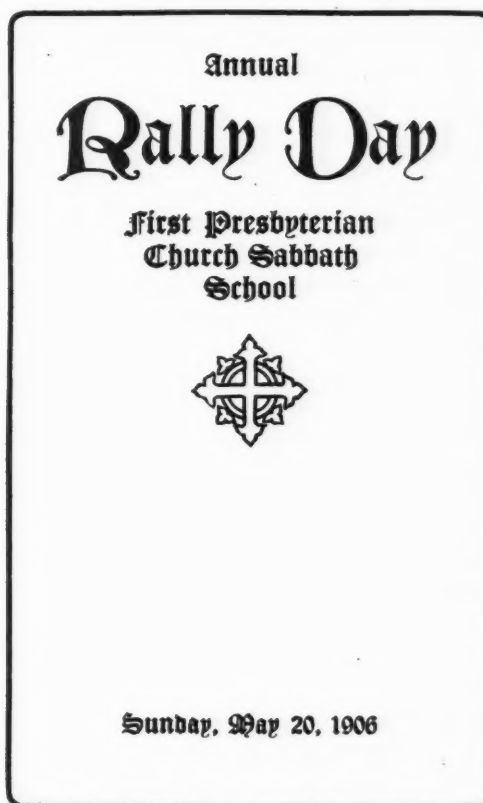 Annual
Rally Day
First Presbyterian
Church Sabbath
School
Sunday, May 20, 1906